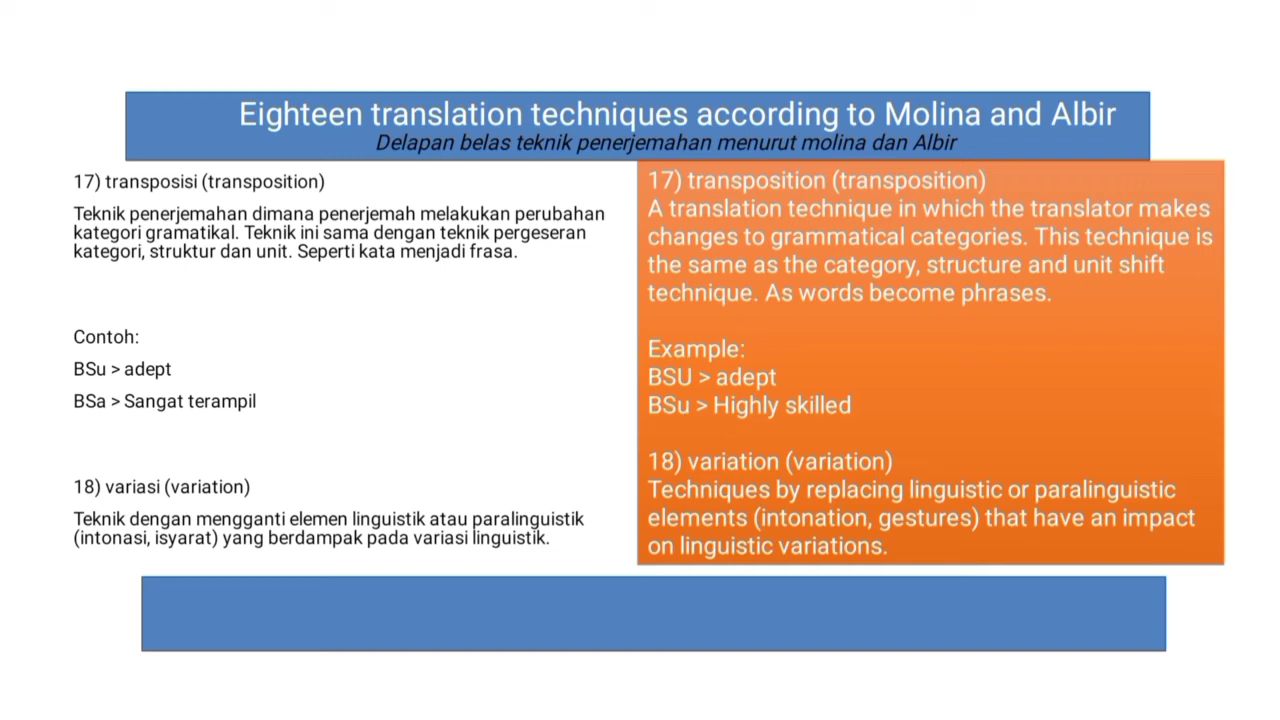 Eighteen translation techniques according to Molina and Albir
Delapan belas teknik penerjemahan menurut molina dan Albir
17) transposisi (transposition)
Teknik penerjemahan dimana penerjemah melakukan perubahan
kategori gramatikal. Teknik ini sama dengan teknik pergeseran
kategori, struktur dan unit. Seperti kata menjadi frasa.
Contoh:
BSu > adept
BSa > Sangat terampil
18) variasi (variation)
Teknik dengan mengganti elemen linguistik atau paralinguistik
(intonasi, isyarat) yang berdampak pada variasi linguistik.
17) transposition (transposition)
A translation technique in which the translator makes
changes to grammatical categories. This technique is
the same as the category, structure and unit shift
technique. As words become phrases.
Example:
BSU > adept
BSu > Highly skilled
18) variation (variation)
Techniques by replacing linguistic or paralinguistic
elements (intonation, gestures) that have an impact
on linguistic variations.